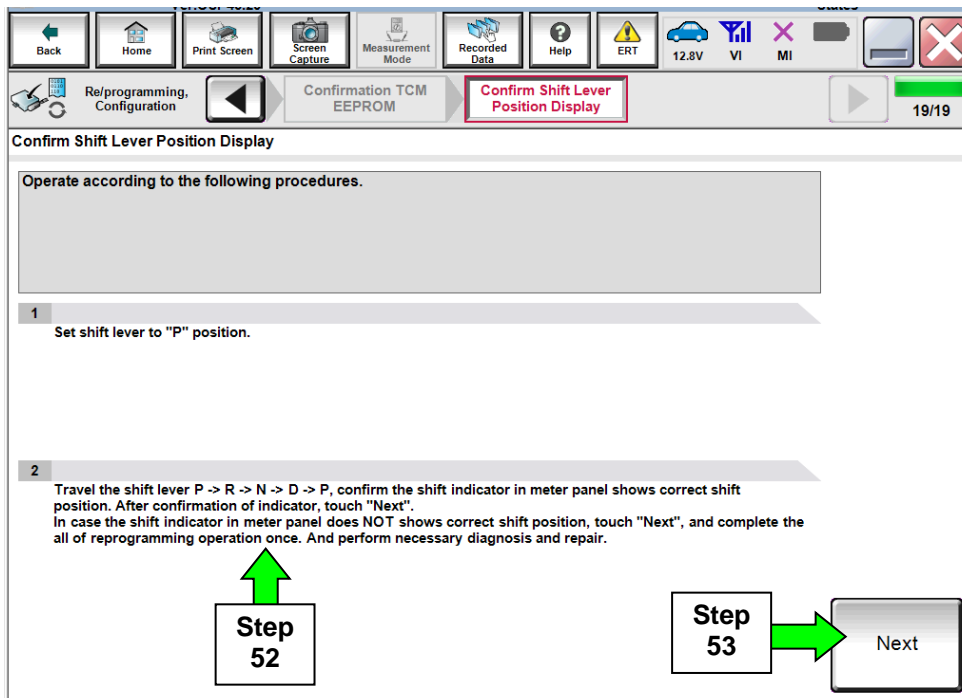 Back
Home
Print Screen
Screen
Capture
Measurement
Mode
Recorded
Data
Help
ERT
12.8V
VI
MI
Re/programming,
Configuration
Confirmation TCM
EEPROM
Confirm Shift Lever
Position Display
19/19
Confirm Shift Lever Position Display
Operate according to the following procedures.
1
Set shift lever to "P" position.
2
Travel the shift lever P -> R -> N -> D -> P, confirm the shift indicator in meter panel shows correct shift
position. After confirmation of indicator, touch "Next".
In case the shift indicator in meter panel does NOT shows correct shift position, touch "Next", and complete the
all of reprogramming operation once. And perform necessary diagnosis and repair.
Step
52
Step
53
Next